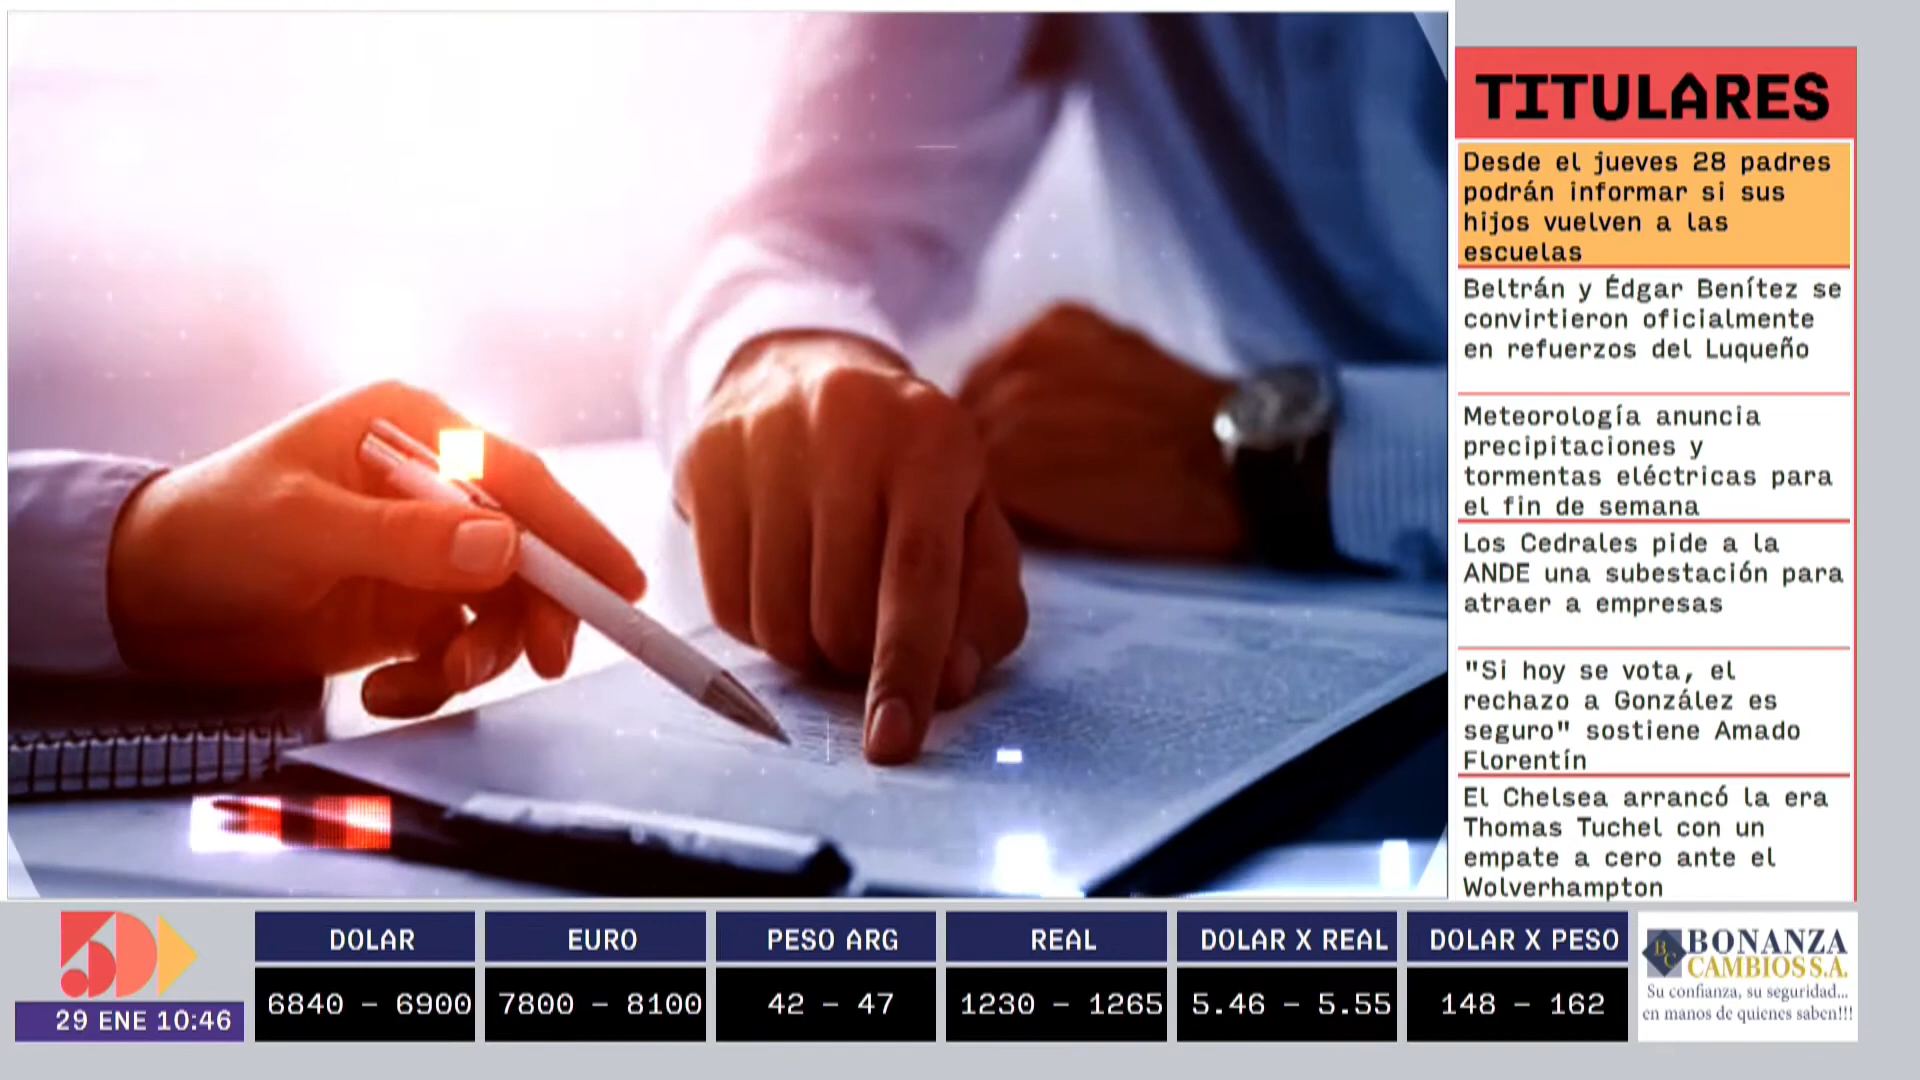 TITULARES
Desde el jueves 28 padres
podrán informar si sus
hijos vuelven a las
escuelas
Beltrán y Édgar Benítez se
convirtieron oficialmente
en refuerzos del Luqueño
Meteorología anuncia
precipitaciones y
tormentas eléctricas para
el fin de semana
Los Cedrales pide a la
ANDE una subestación para
atraer a empresas
"Si hoy se vota, el
rechazo a González es
seguro" sostiene Amado
Florentín
El Chelsea arrancó la era
Thomas Tuchel con un
empate a cero ante el
Wolverhampton
5D
29 ENE 10:46
DOLAR
6840 - 6900
EURO
7800 - 8100
PESO ARG
42 - 47
REAL
1230 - 1265
DOLAR X REAL
5.46 - 5.55
DOLAR X PESO
148 - 162
BC
BONANZA
CAMBIOS S.A.
Su confianza, su seguridad...
en manos de quienes saben!!!